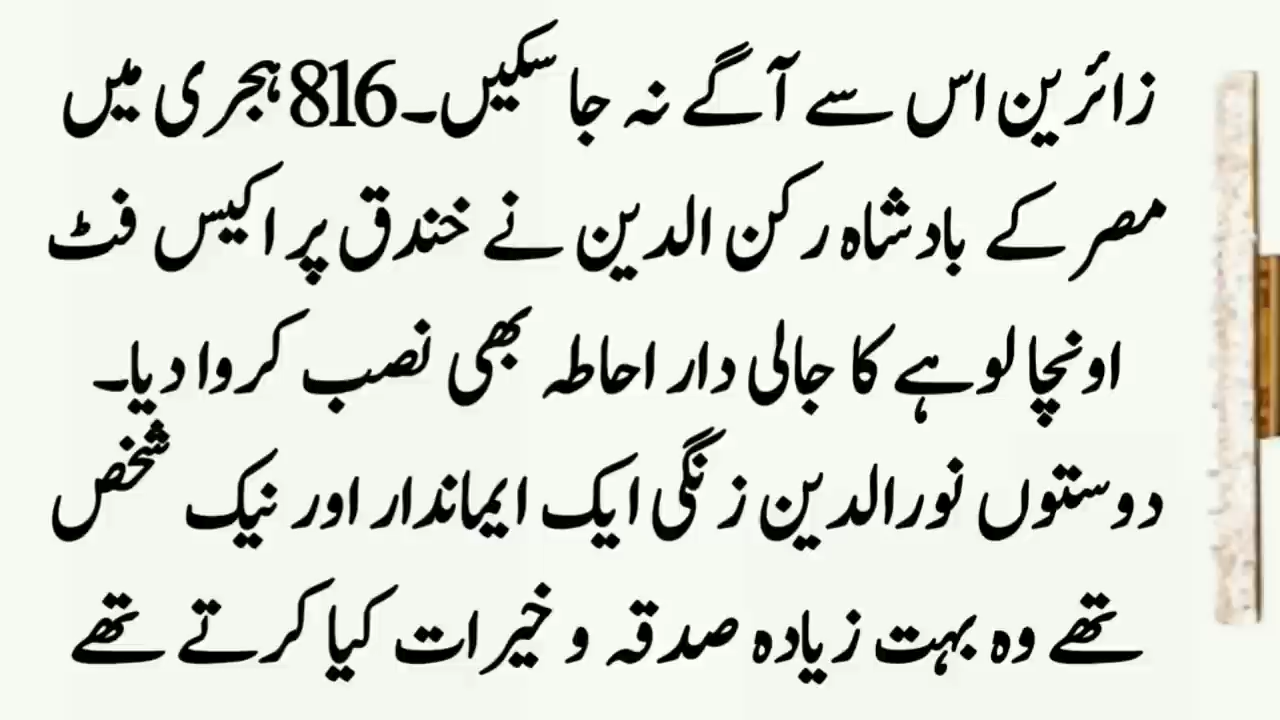 زائرین اس سے آگے نہ جا سکیں۔816 ہجری میں
مصر کے بادشاہ رکن الدین نے خندق پر اکیس فٹ
اونچا لوہے کا جالی دار احاطہ بھی نصب کروا دیا۔
دوستوں نورالدین زنگی ایک ایماندار اور نیک شخص
تھے وہ بہت زیادہ صدقہ و خیرات کیا کرتے تھے